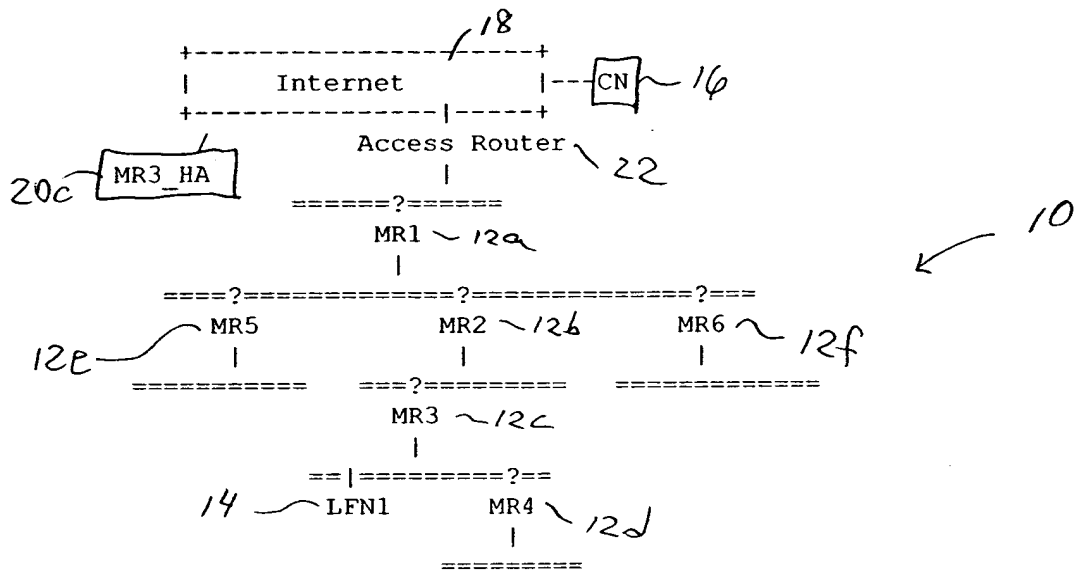 18
+------------------+
| Internet |---CN 16
+-------------|----+
20c MR3_HA Access Router 22
|
======?======
MR1 12a
10
|
====?=============?==============?===
12e MR5 MR2 12b MR6 12f
| | |
=========== ===?========= =============
MR3 12c
|
==|=========?==
14 LFN1 MR4 12d
|
=========